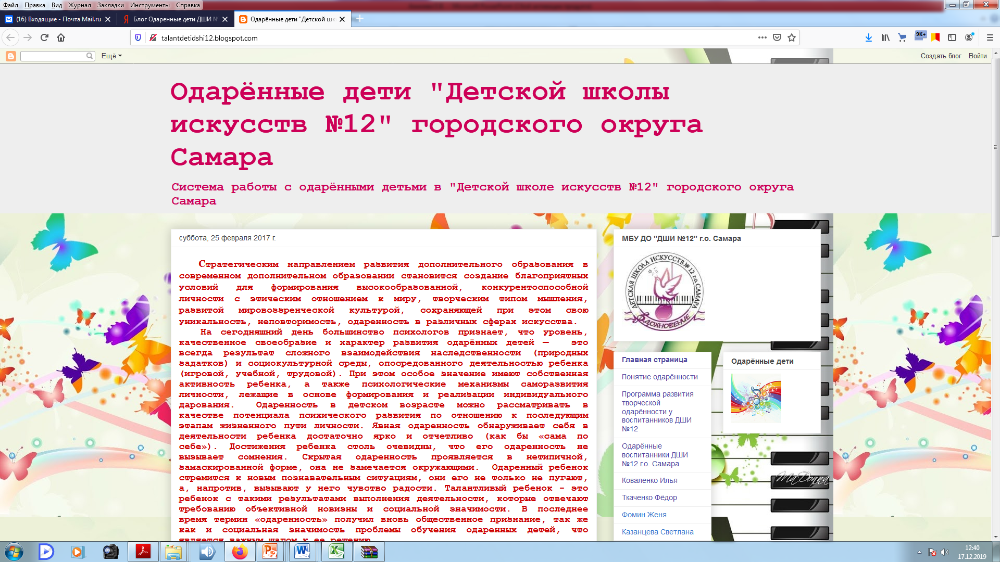 Файл Правка Вид Журнал Закладки Инструменты Справка
(16) Входящие - Почта Mail.ru
Блог Одаренные дети ДШИ №
Одарённые дети "Детской шк
talantdetidshi12.blogspot.com
9K+
Ещё
Создать блог Войти
Одарённые дети "Детской школы
искусств №12" городского округа
Самара
Система работы с одарёнными детьми в "Детской школе искусств №12" городского округа
Самара
суббота, 25 февраля 2017 г.
Стратегическим направлением развития дополнительного образования в
современном дополнительном образовании становится создание благоприятных
условий для формирования высокообразованной, конкурентоспособной
личности с этическим отношением к миру, творческим типом мышления,
развитой мировоззренческой культурой, сохраняющей при этом свою
уникальность, неповторимость, одаренность в различных сферах искусства.
На сегодняшний день большинство психологов признает, что уровень,
качественное своеобразие и характер развития одарённых детей — это
всегда результат сложного взаимодействия наследственности (природных
задатков) и социокультурной среды, опосредованного деятельностью ребенка
(игровой, учебной, трудовой). При этом особое значение имеют собственная
активность ребенка, а также психологические механизмы саморазвития
личности, лежащие в основе формирования и реализации индивидуального
дарования. Одаренность в детском возрасте можно рассматривать в
качестве потенциала психического развития по отношению к последующим
этапам жизненного пути личности. Явная одаренность обнаруживает себя в
деятельности ребенка достаточно ярко и отчетливо (как бы «сама по
себе»). Достижения ребенка столь очевидны, что его одаренность не
вызывает сомнения. Скрытая одаренность проявляется в нетипичной,
замаскированной форме, она не замечается окружающими. Одаренный ребенок
стремится к новым познавательным ситуациям, они его не только не пугают,
а, напротив, вызывают у него чувство радости. Талантливый ребенок – это
ребенок с такими результатами выполнения деятельности, которые отвечают
требованию объективной новизны и социальной значимости. В последнее
время термин «одаренность» получил вновь общественное признание, так же
как и социальная значимость проблемы обучения одаренных детей, что
является важным шагом к ее решению
МБУ ДО "ДШИ №12" г.о. Самара
ДЕТСКАЯ ШКОЛА ИСКУССТВ № 12 г.о. САМАРА
ВДОХНОВЕНИЕ
Главная страница
Понятие одарённости
Программа развития
творческой
одарённости у
воспитанников ДШИ
№12
Одарённые
воспитанники ДШИ
№12 г.о. Самара
Коваленко Илья
Ткаченко Фёдор
Фомин Женя
Казанцева Светлана
Одарённые дети
MaDonna
12:40
17.12.2019